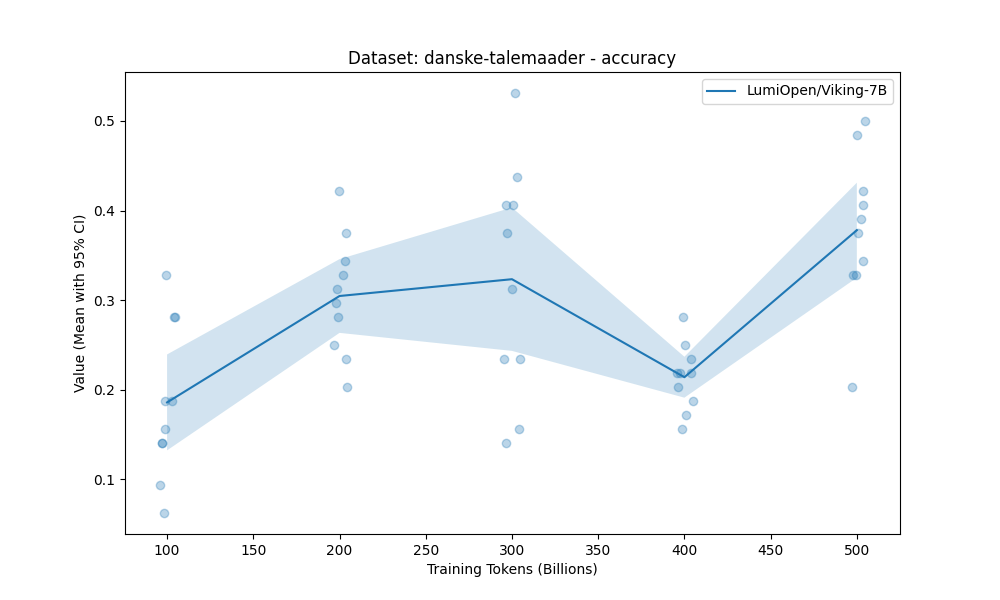 Dataset: danske-talemaader - accuracy
LumiOpen/Viking-7B
Value (Mean with 95% CI)
0.5
0.4
0.3
0.2
0.1
100 150 200 250 300 350 400 450 500
Training Tokens (Billions)